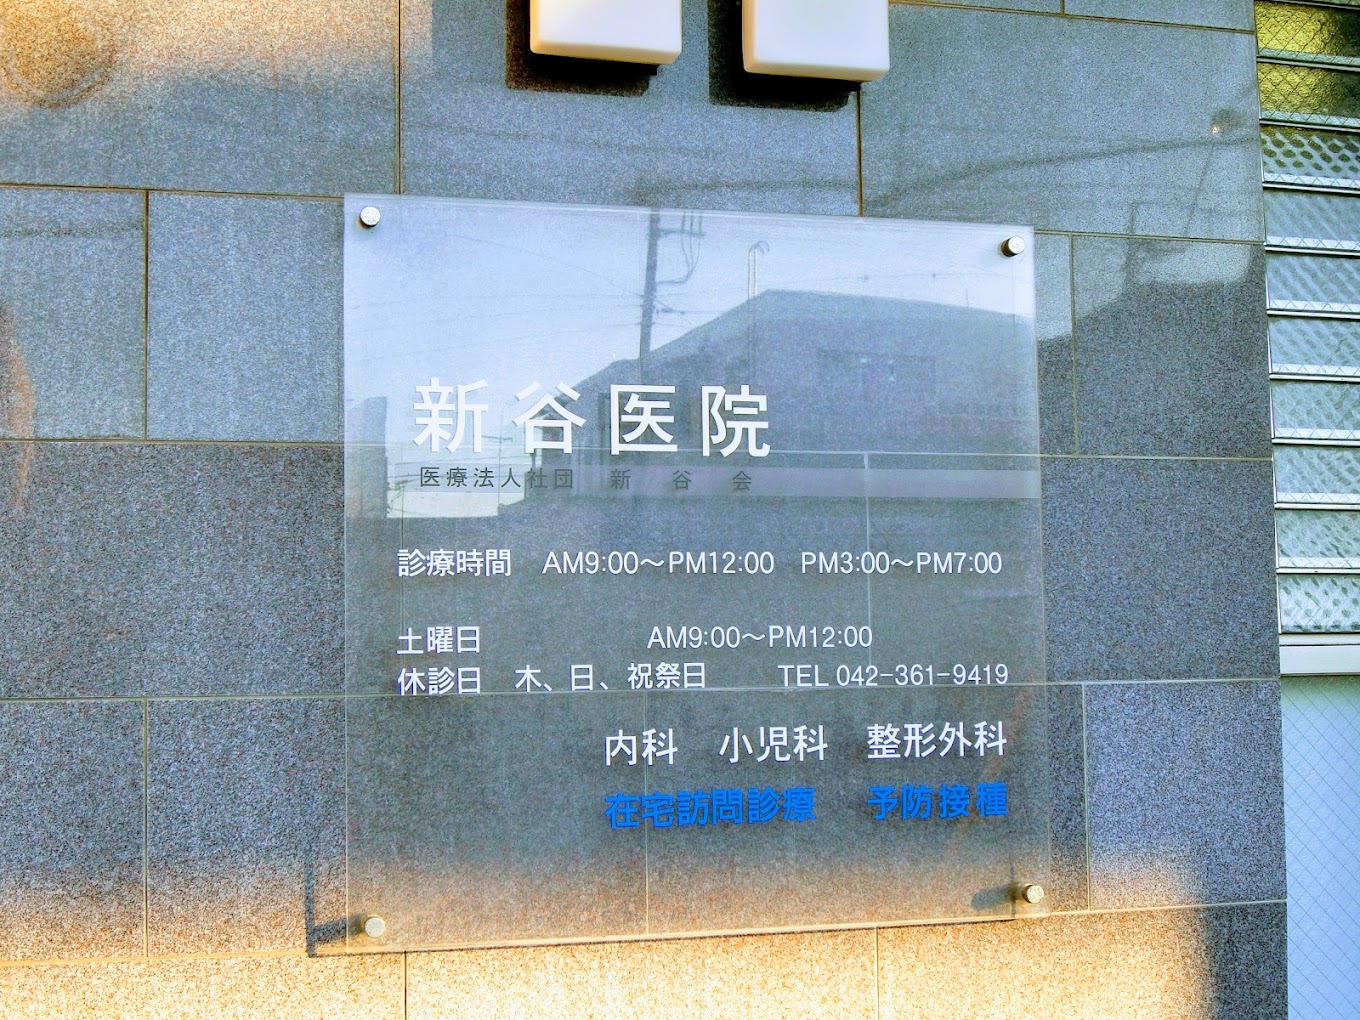 新谷医院
医療法人社団 新谷会
診療時間 AM9:00～PM12:00 PM3:00～PM7:00
土曜日 AM9:00～PM12:00
休診日 木、日、祝祭日 TEL 042-361-9419
内科 小児科 整形外科
在宅訪問診療 予防接種